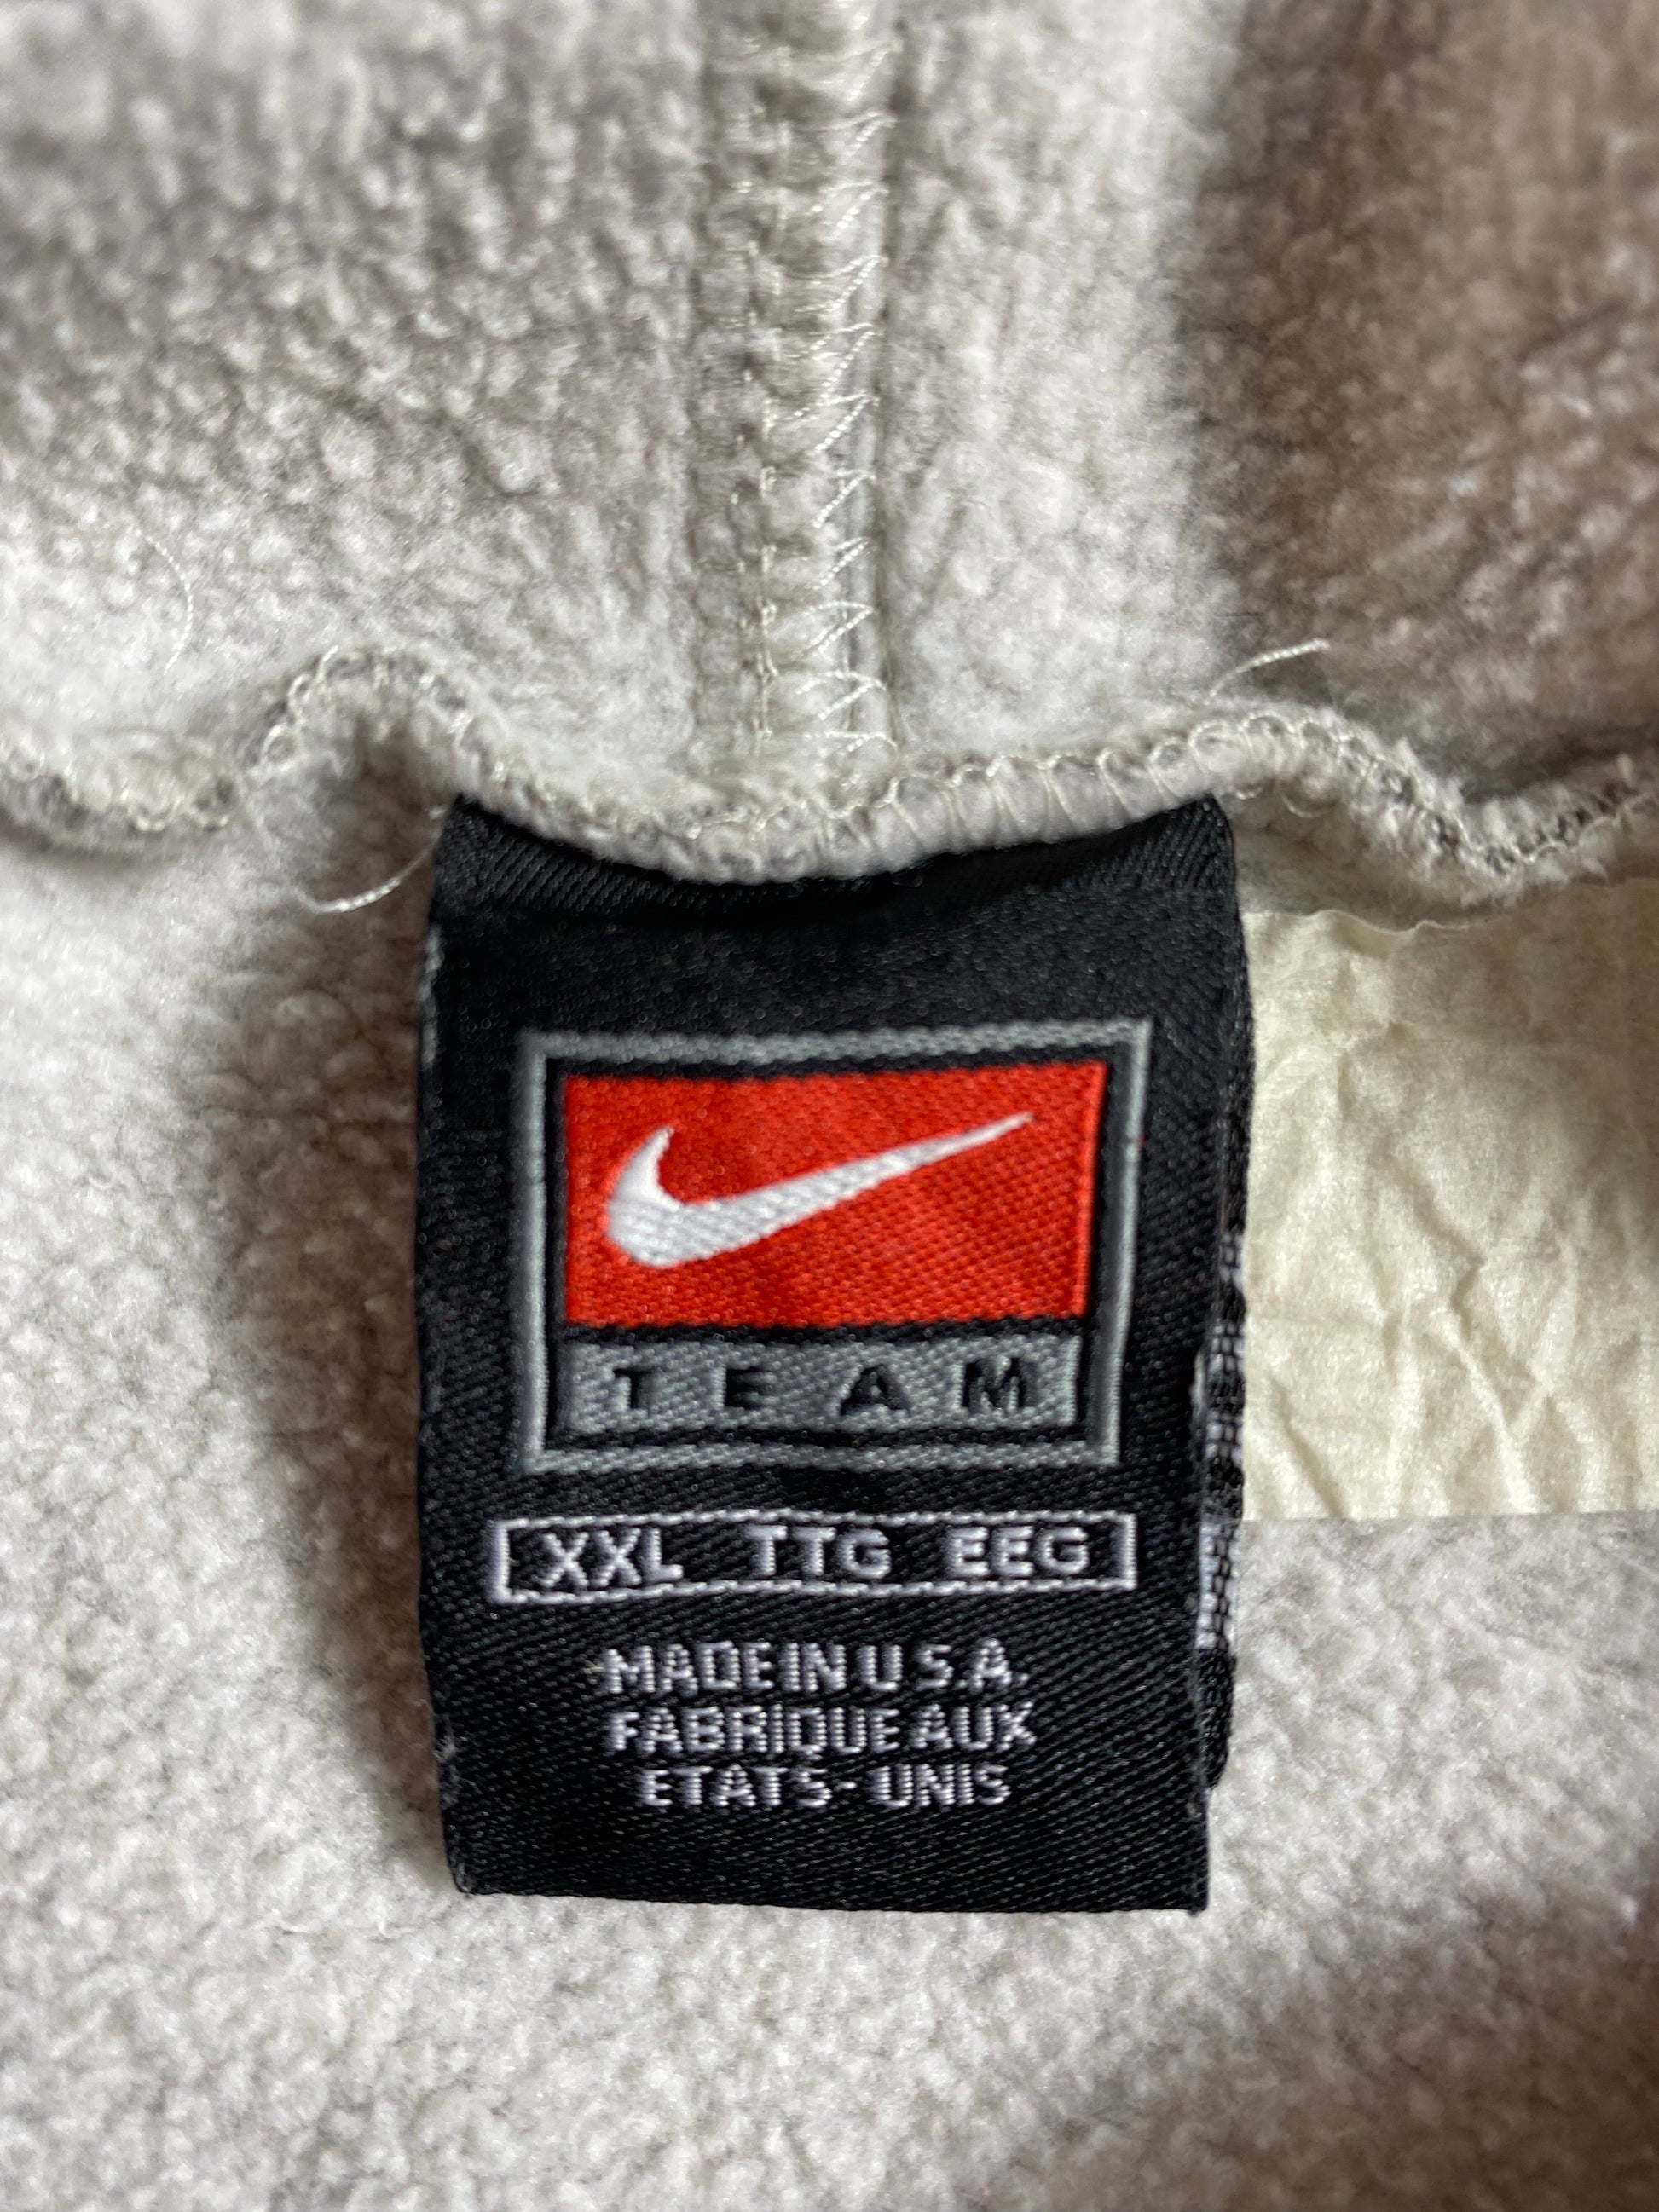 TEAM
XXL TTG EEG
MADE IN U.S.A.
FABRIQUE AUX
ETATS-UNIS